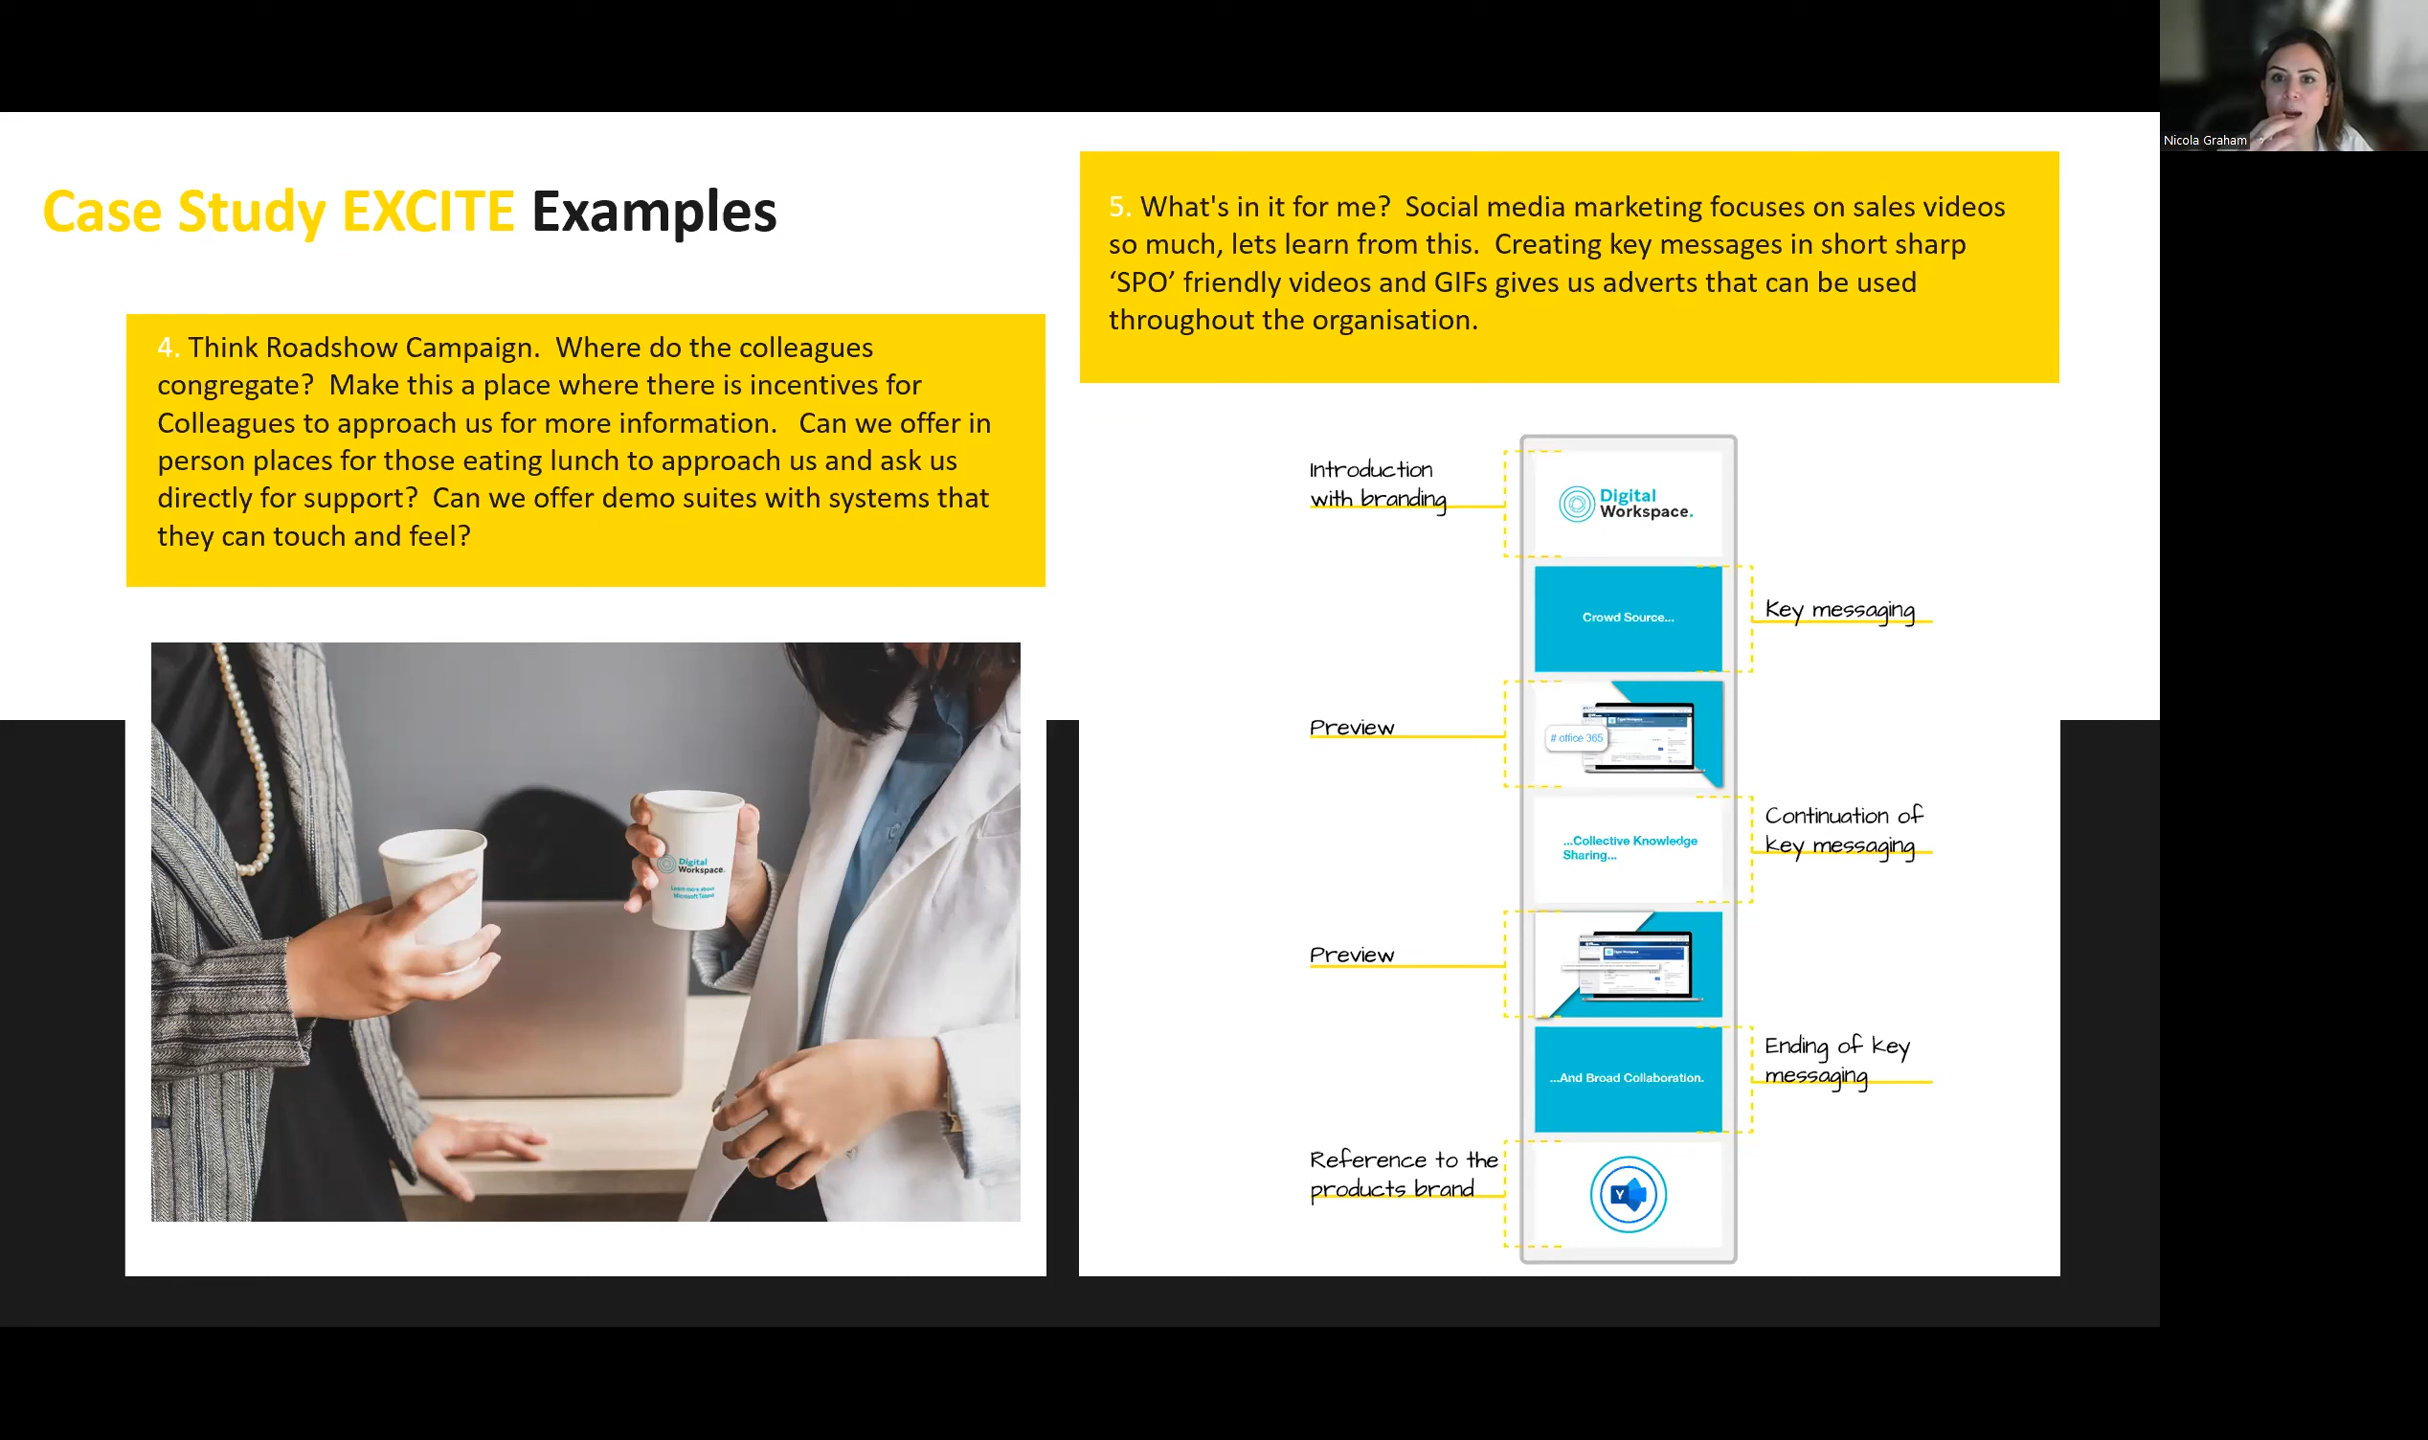 Case Study EXCITE Examples
4. Think Roadshow Campaign.  Where do the colleagues
congregate?  Make this a place where there is incentives for
Colleagues to approach us for more information.   Can we offer in
person places for those eating lunch to approach us and ask us
directly for support?  Can we offer demo suites with systems that
they can touch and feel?
Digital
Workspace.
Learn more about
Microsoft Teams!
5. What's in it for me?  Social media marketing focuses on sales videos
so much, lets learn from this.  Creating key messages in short sharp
‘SPO’ friendly videos and GIFs gives us adverts that can be used
throughout the organisation.
Introduction
with branding
Digital
Workspace.
Crowd Source...
Key messaging
Preview
# office 365
...Collective Knowledge
Sharing...
Continuation of
key messaging
Preview
...And Broad Collaboration.
Ending of key
messaging
Reference to the
products brand
Y
Nicola Graham